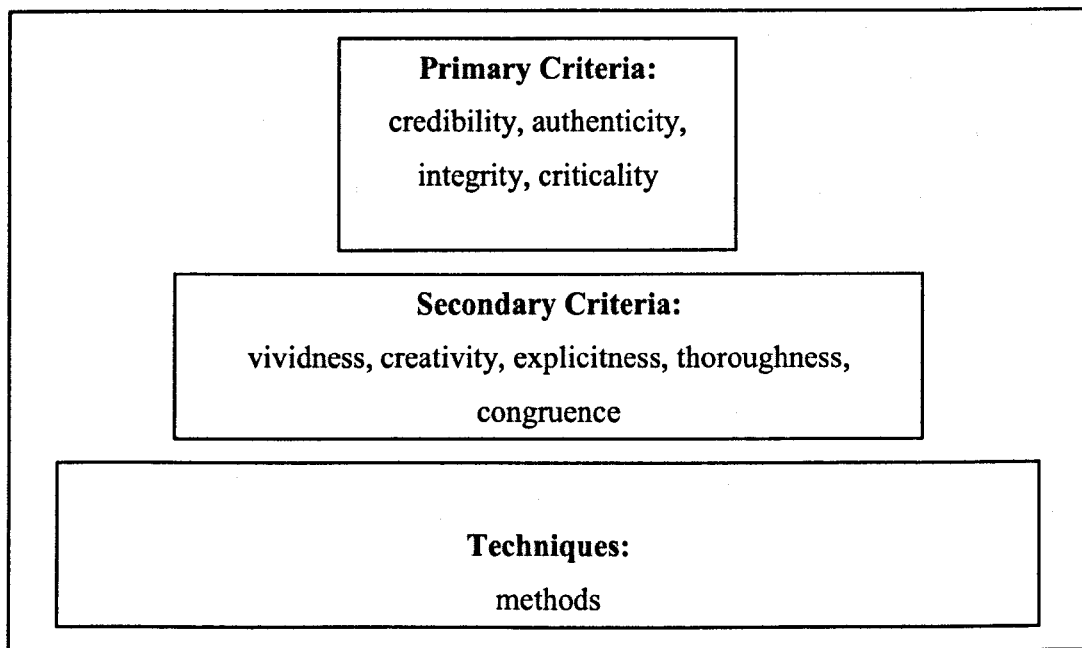 Primary Criteria:
credibility, authenticity,
integrity, criticality
Secondary Criteria:
vividness, creativity, explicitness, thoroughness,
congruence
Techniques:
methods